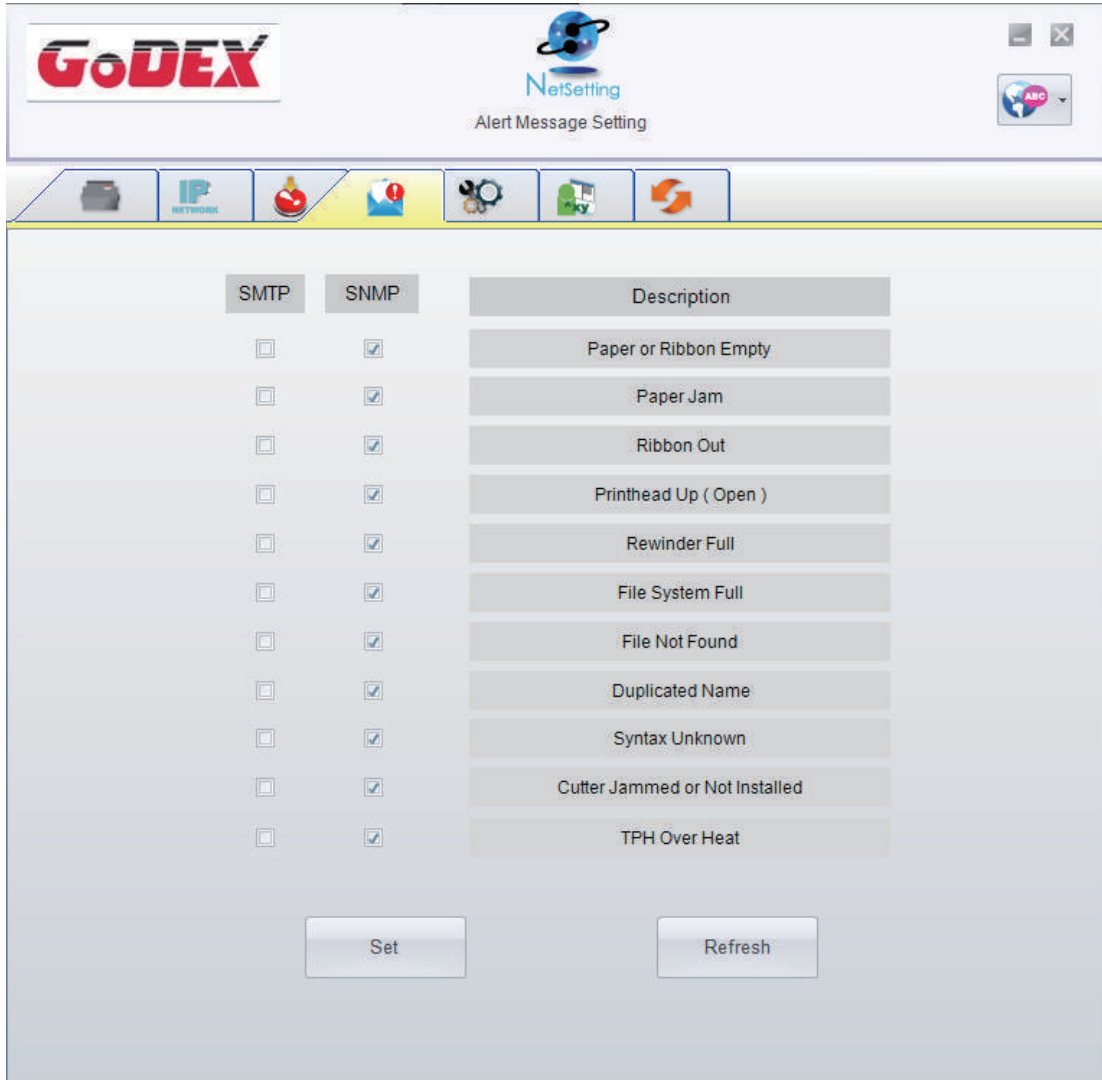 GoDEX
NetSetting
Alert Message Setting
ABC
IP
NETWORK
xy
SMTP SNMP Description
Paper or Ribbon Empty
Paper Jam
Ribbon Out
Printhead Up ( Open )
Rewinder Full
File System Full
File Not Found
Duplicated Name
Syntax Unknown
Cutter Jammed or Not Installed
TPH Over Heat
Set Refresh